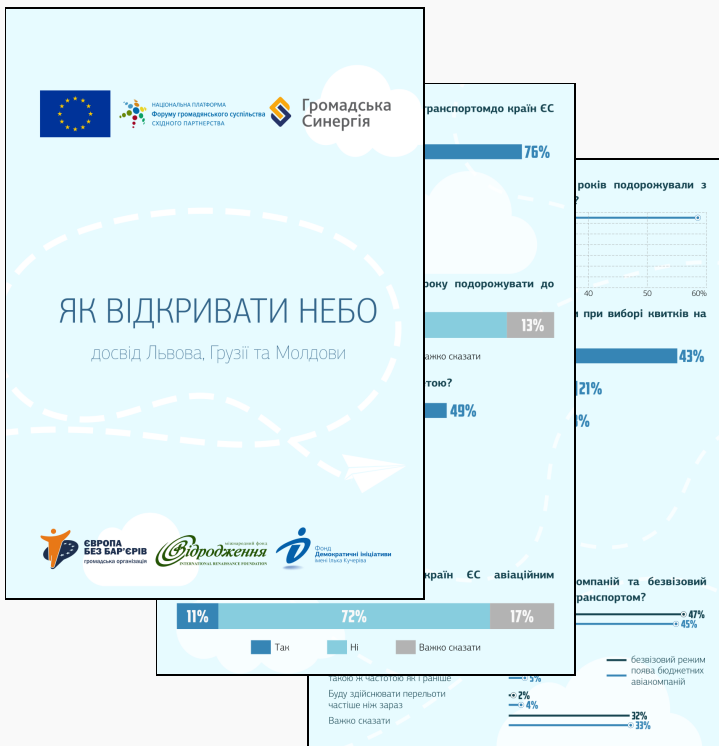 НАЦІОНАЛЬНА ПЛАТФОРМА
Форуму громадянського суспільства
СХІДНОГО ПАРТНЕРСТВА
Громадська
Синергія
ЯК ВІДКРИВАТИ НЕБО
досвід Львова, Грузії та Молдови
ЄВРОПА
БЕЗ БАР'ЄРІВ
громадська організація
міжнародний фонд
Відродження
INTERNATIONAL RENAISSANCE FOUNDATION
Фонд
Демократичні ініціативи
імені Ілька Кучеріва
транспортомдо країн ЄС
76%
року подорожувати до
13%
важко сказати
тою?
49%
країн ЄС авіаційним
11% 72% 17%
Так Ні Важко сказати
років подорожували з
?
40 50 60%
при виборі квитків на
43%
21%
%
компаній та безвізовий
транспортом?
47%
45%
безвізовий режим
поява бюджетних
авіакомпаній
такою ж частотою як і раніше
5%
Буду здійснювати перельоти
частіше ніж зараз
2%
4%
Важко сказати
32%
33%